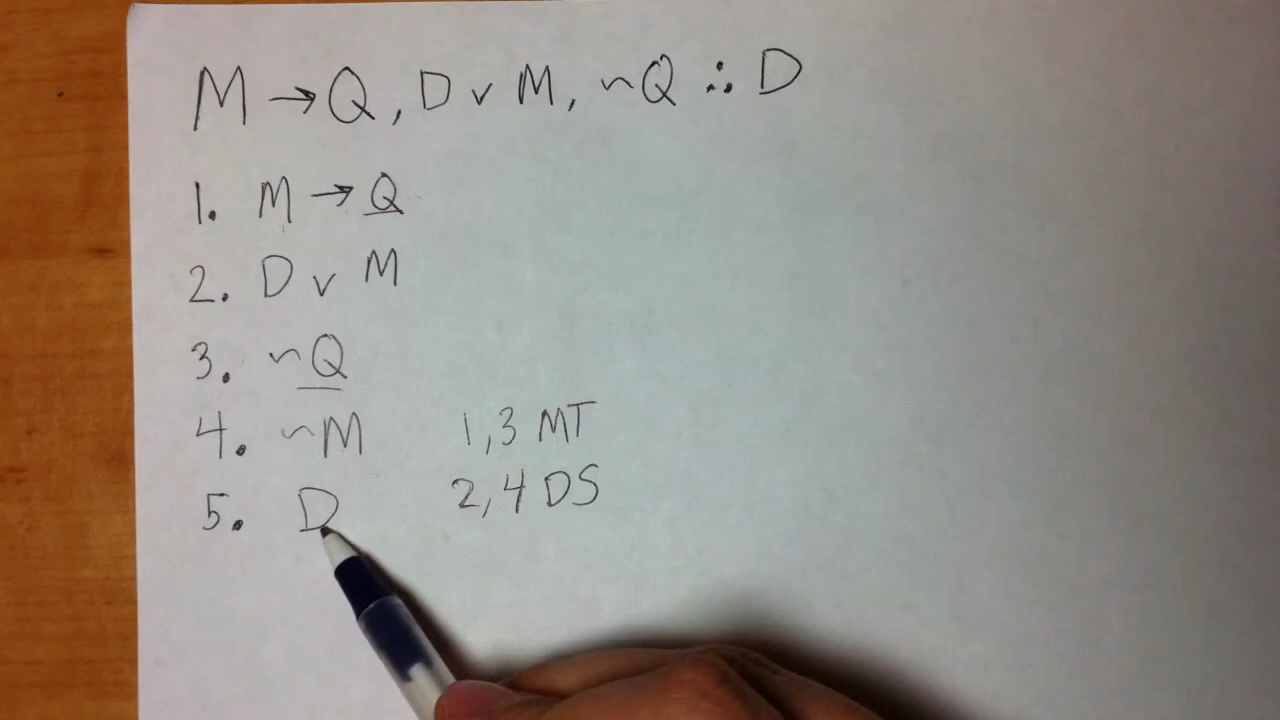 M → Q, D v M, ~Q ∴ D
1. M → Q
2. D v M
3. ~Q
4. ~M 1,3 MT
5. D 2,4 DS